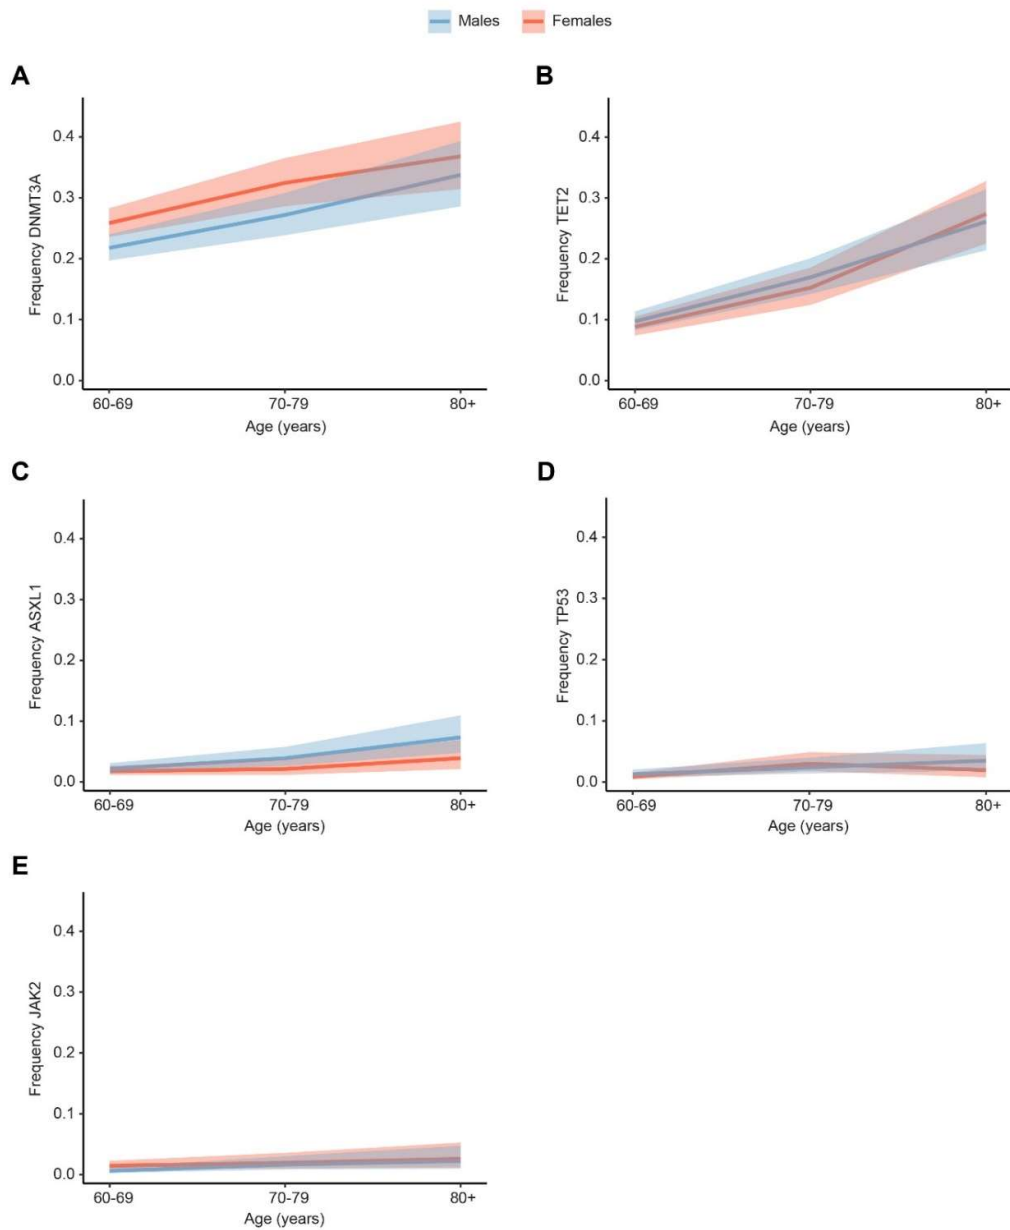 Males Females
A
0.4
0.3
0.2
0.1
0.0
Frequency DNMT3A
60-69 70-79 80+
Age (years)
B
0.4
0.3
0.2
0.1
0.0
Frequency TET2
60-69 70-79 80+
Age (years)
C
0.4
0.3
0.2
0.1
0.0
Frequency ASXL1
60-69 70-79 80+
Age (years)
D
0.4
0.3
0.2
0.1
0.0
Frequency TP53
60-69 70-79 80+
Age (years)
E
0.4
0.3
0.2
0.1
0.0
Frequency JAK2
60-69 70-79 80+
Age (years)